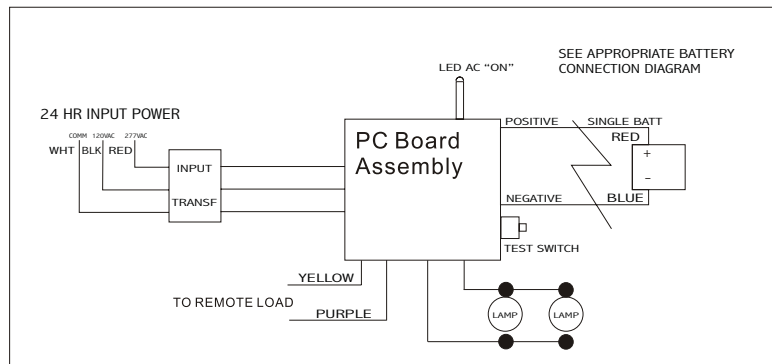 LED AC “ON”
SEE APPROPRIATE BATTERY
CONNECTION DIAGRAM
24 HR INPUT POWER
COMM 120VAC 277VAC
WHT BLK RED
INPUT
TRANSF
PC Board
Assembly
POSITIVE SINGLE BATT
RED
+
-
NEGATIVE BLUE
TEST SWITCH
YELLOW
TO REMOTE LOAD
PURPLE
LAMP LAMP